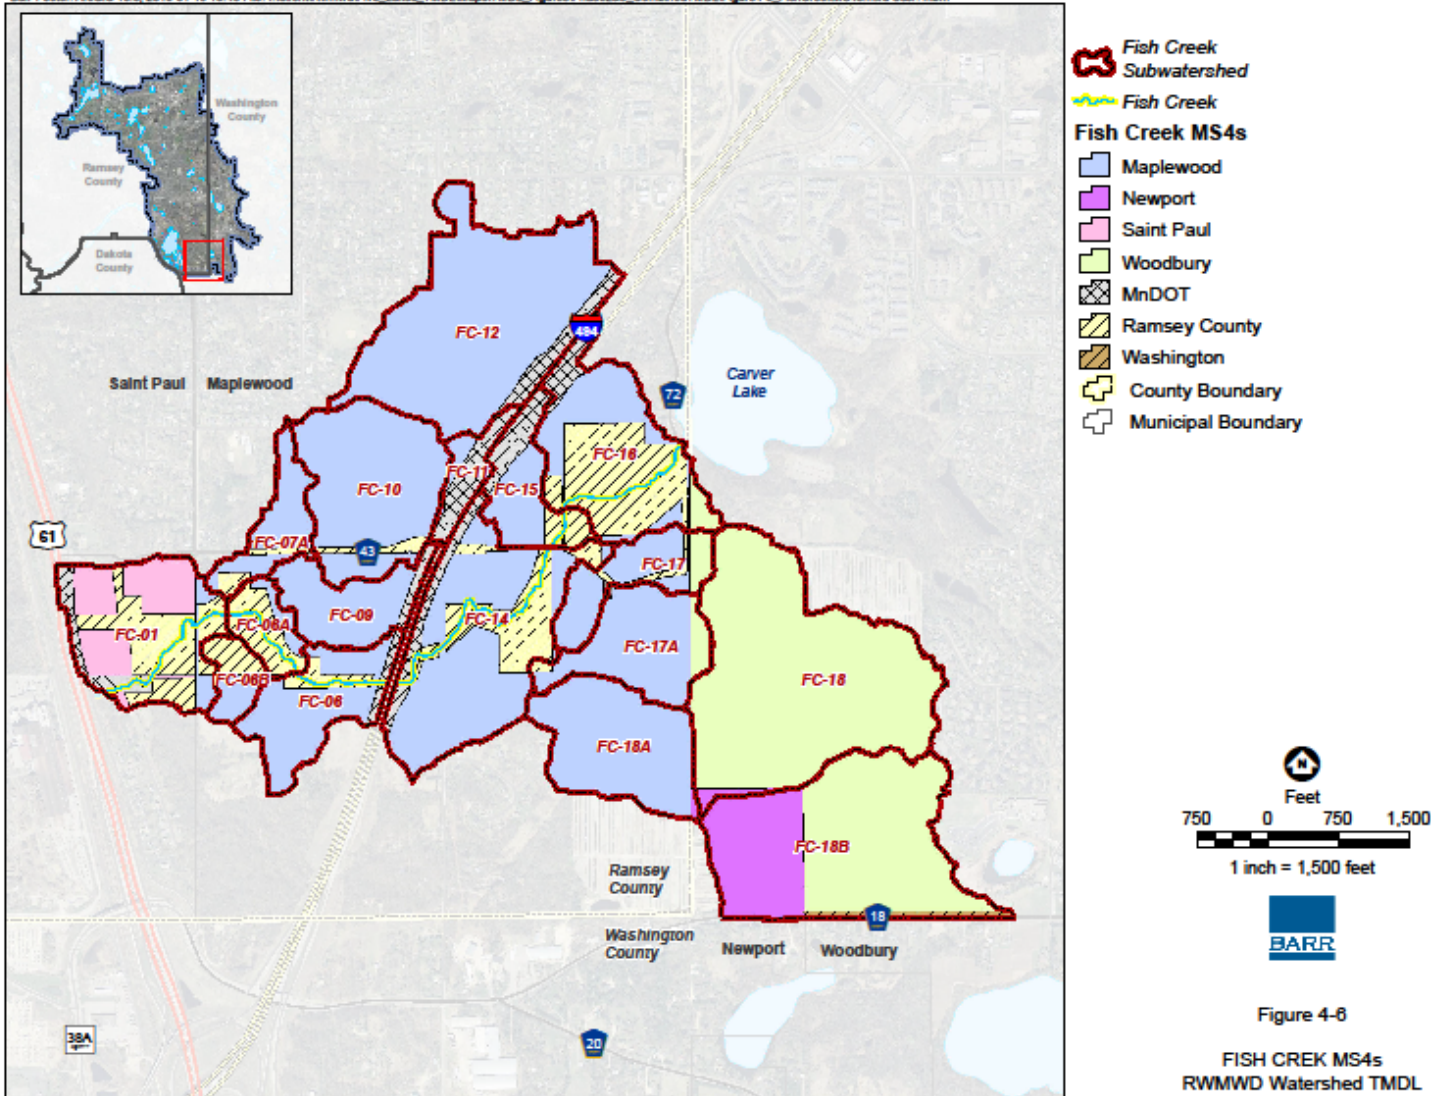 Washington
County
Ramsey
County
Dakota
County
Fish Creek
Subwatershed
Fish Creek
Fish Creek MS4s
Maplewood
Newport
Saint Paul
Woodbury
MnDOT
Ramsey County
Washington
County Boundary
Municipal Boundary
FC-12
494
Saint Paul
Maplewood
72
Carver
Lake
FC-16
FC-11
FC-10
FC-15
61
FC-07A
43
FC-17
FC-09
FC-14
FC-08A
FC-01
FC-17A
FC-06B
FC-06
FC-18
FC-18A
FC-18B
Ramsey
County
18
Washington
County
Newport
Woodbury
38A
20
N
Feet
750 0 750 1,500
1 inch = 1,500 feet
BARR
Figure 4-6
FISH CREK MS4s
RWMWD Watershed TMDL